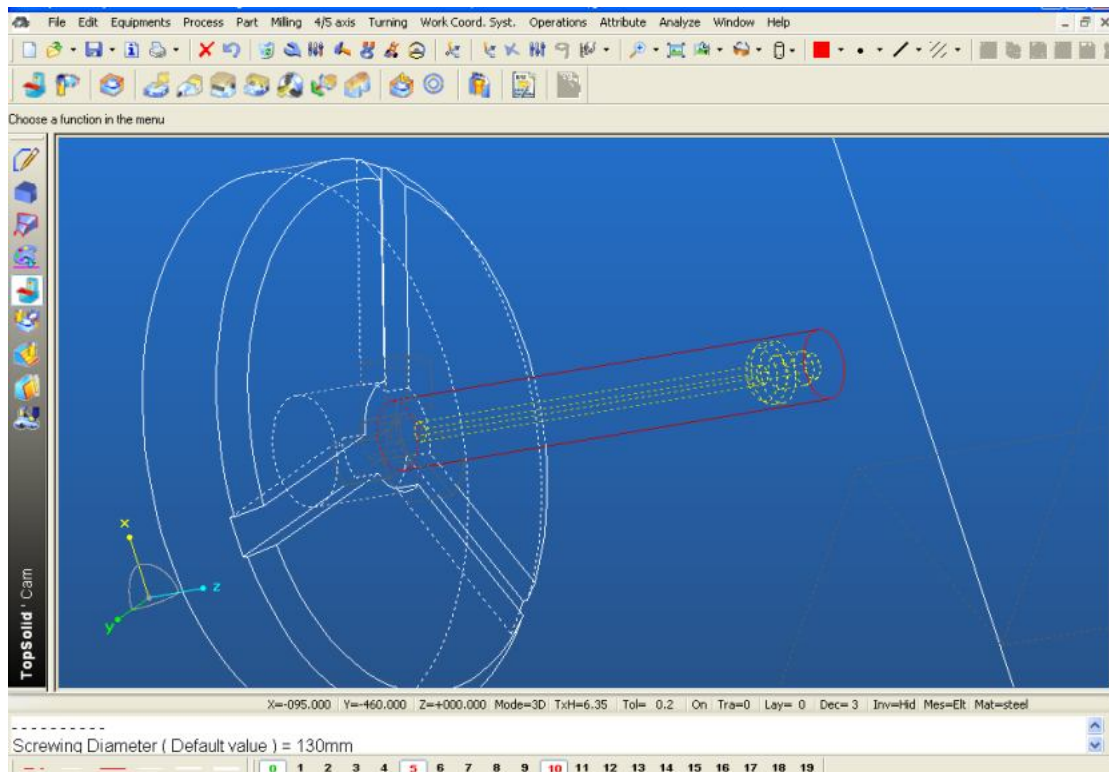 File Edit Equipments Process Part Milling 4/5 axis Turning Work Coord. Syst. Operations Attribute Analyze Window Help
Choose a function in the menu
x
z
y
TopSolid'Cam
X=-095.000 Y=-460.000 Z=+000.000 Mode=3D TxH=6.35 Tol= 0.2 On Tra=0 Lay= 0 Dec= 3 Inv=Hid Mes=Elt Mat=steel
----------
Screwing Diameter ( Default value ) = 130mm
0 1 2 3 4 5 6 7 8 9 10 11 12 13 14 15 16 17 18 19